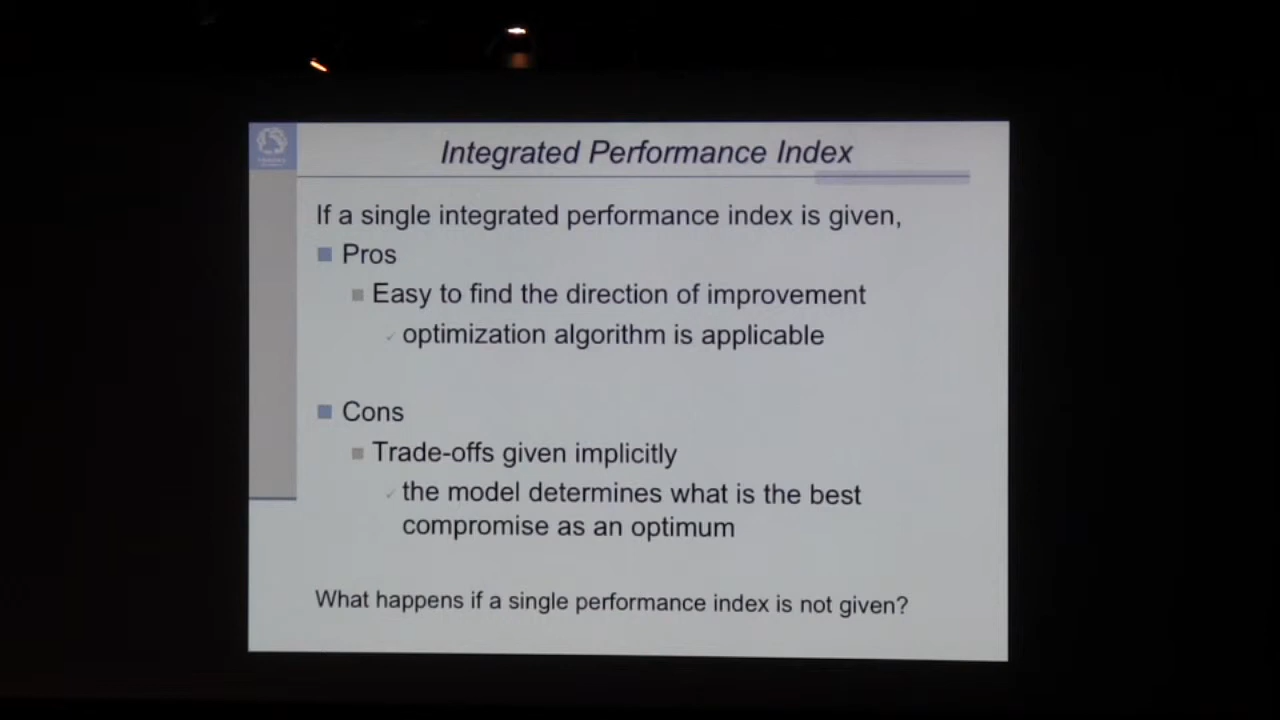 Integrated Performance Index
If a single integrated performance index is given,
Pros
Easy to find the direction of improvement
optimization algorithm is applicable
Cons
Trade-offs given implicitly
the model determines what is the best
compromise as an optimum
What happens if a single performance index is not given?